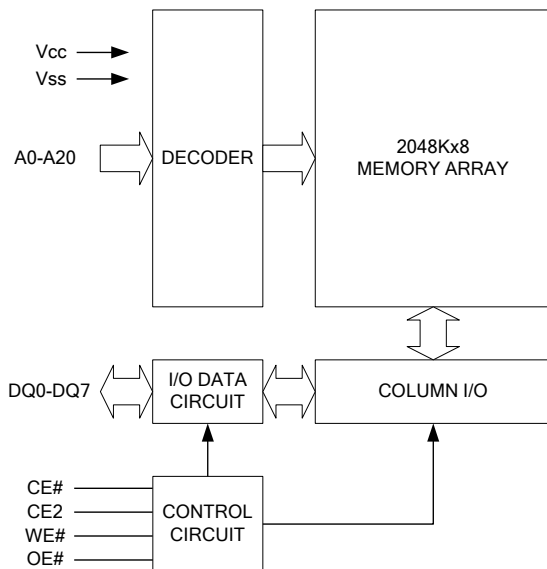 Vcc
Vss
A0-A20
DECODER
2048Kx8
MEMORY ARRAY
DQ0-DQ7
I/O DATA
CIRCUIT
COLUMN I/O
CE#
CE2
WE#
OE#
CONTROL
CIRCUIT